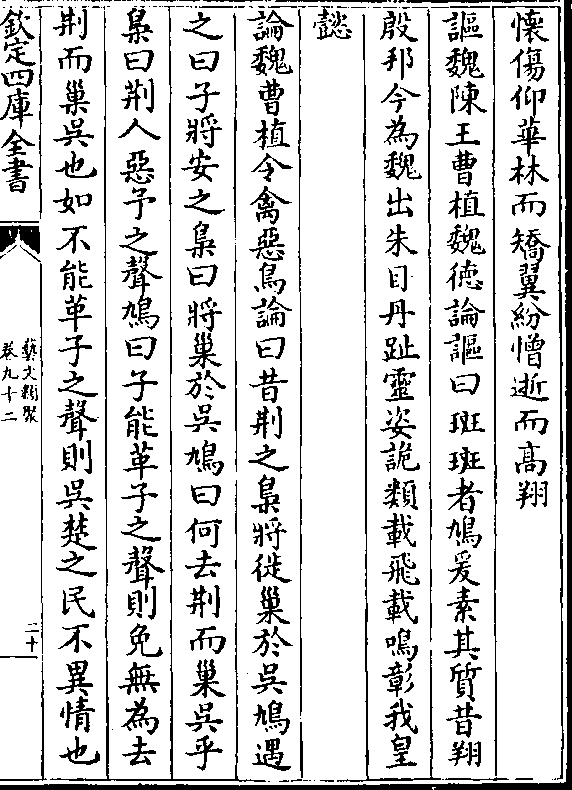 懷傷仰華林而矯翼紛憎逝而髙翔
謳魏陳王曹植魏徳論謳曰班班者鳩爰素其質昔翔
殷邦今為魏出朱目丹趾靈姿詭類載飛載鳴彰我皇
懿
論魏曹植令禽惡鳥論曰昔荆之梟將徙巢於吳鳩遇
之曰子將安之梟曰將巢於吳鳩曰何去荆而巢吳乎
梟曰荆人惡予之聲鳩曰子能革子之聲則免無為去
荆而巢吳也如不能革子之聲則吳楚之民不異情也
欽定四庫全書
藝文類聚
卷九十二
二十